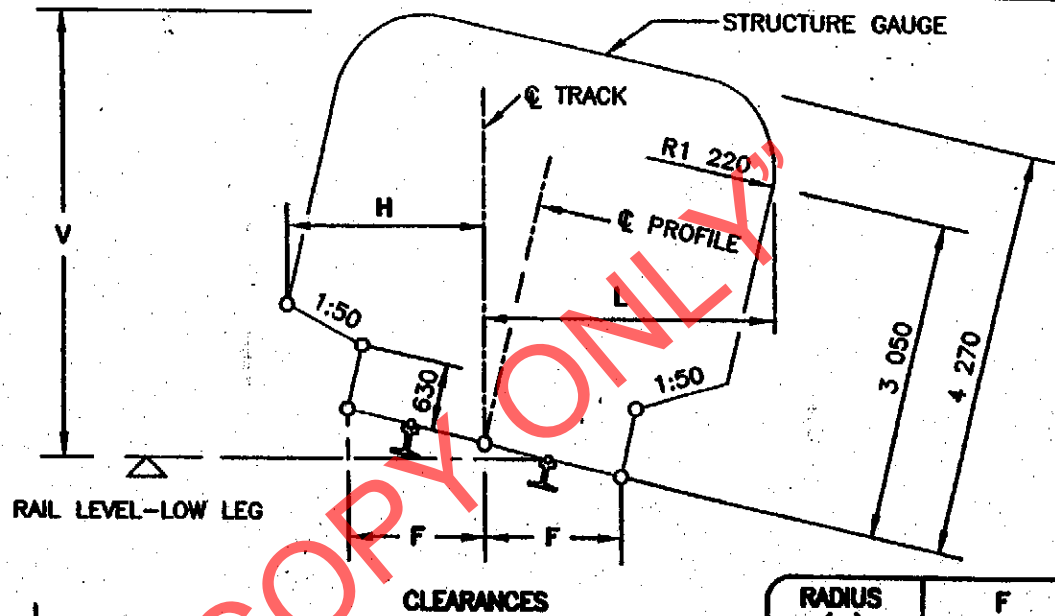 STRUCTURE GAUGE
℄ TRACK
R1 220
H
V
℄ PROFILE
L
1:50
1:50
630
3 050
4 270
RAIL LEVEL-LOW LEG
F
F
COPY ONLY"
CLEARANCES
RADIUS
F